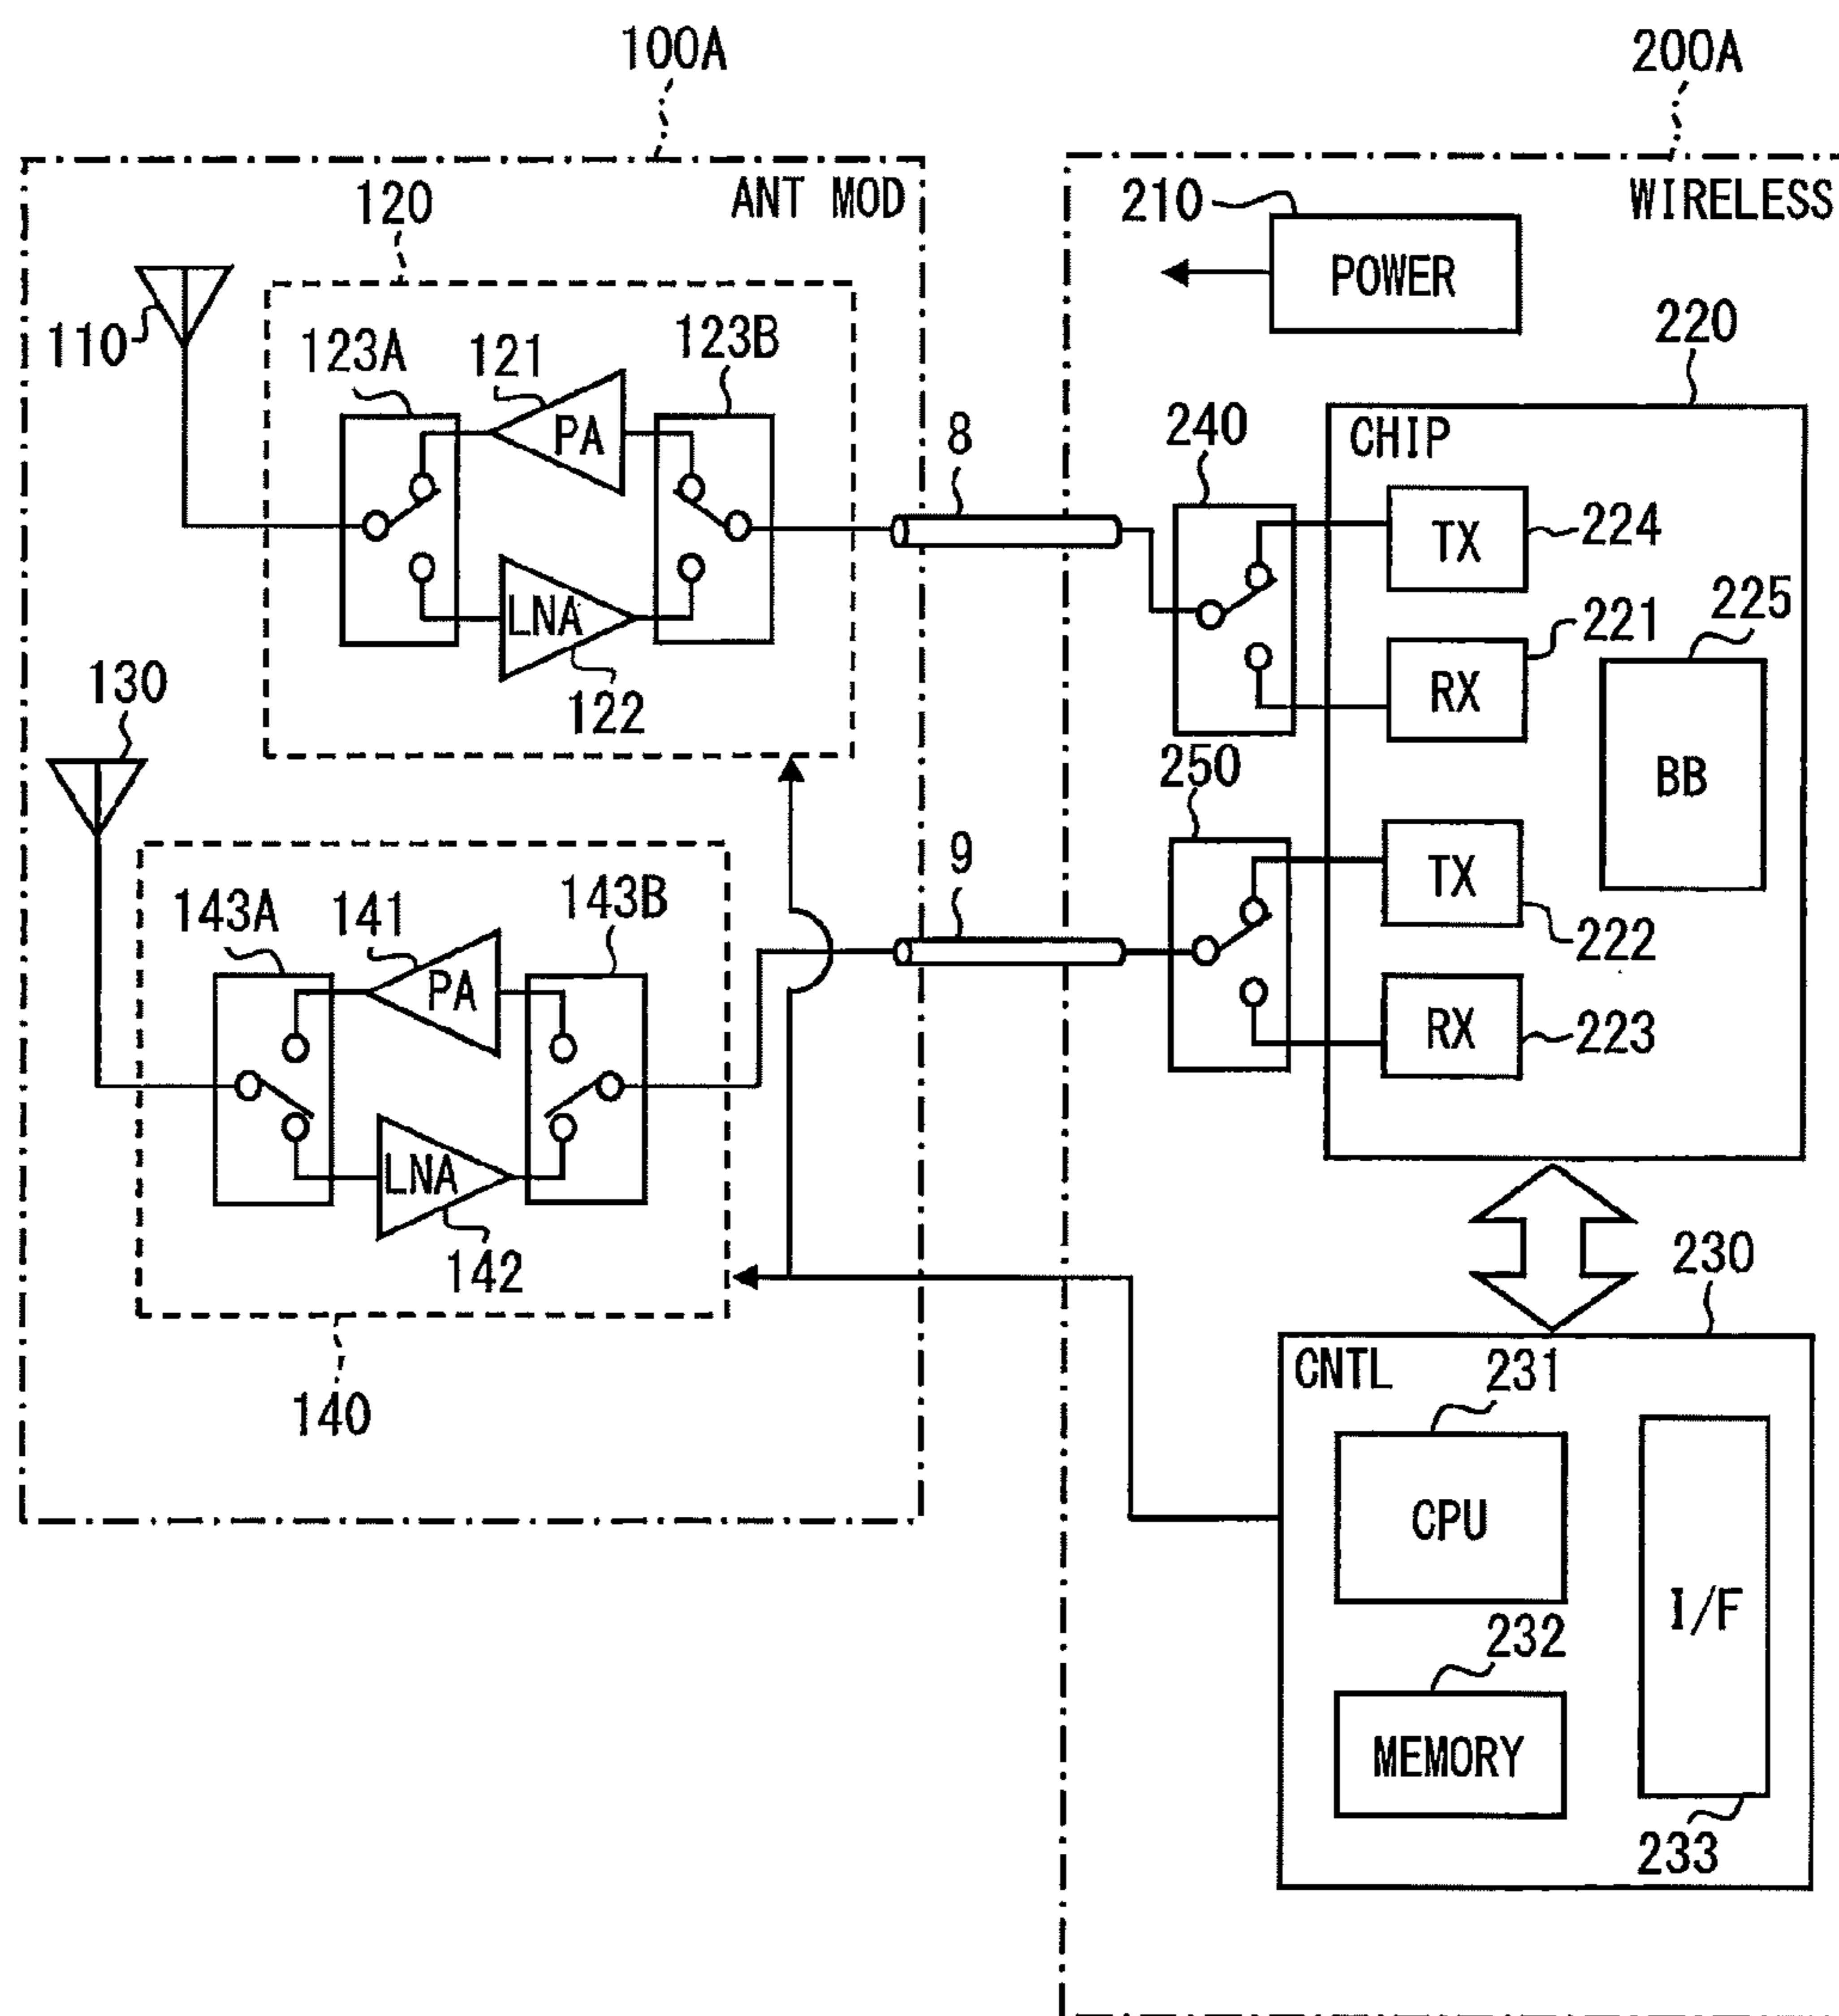 100A
200A
ANT MOD
WIRELESS
120
210
POWER
110
123A
121
123B
220
PA
8
240
CHIP
TX
224
LNA
225
221
RX
130
122
250
BB
9
TX
143A
141
143B
222
PA
RX
223
LNA
142
230
CNTL
231
140
CPU
I/F
232
MEMORY
233